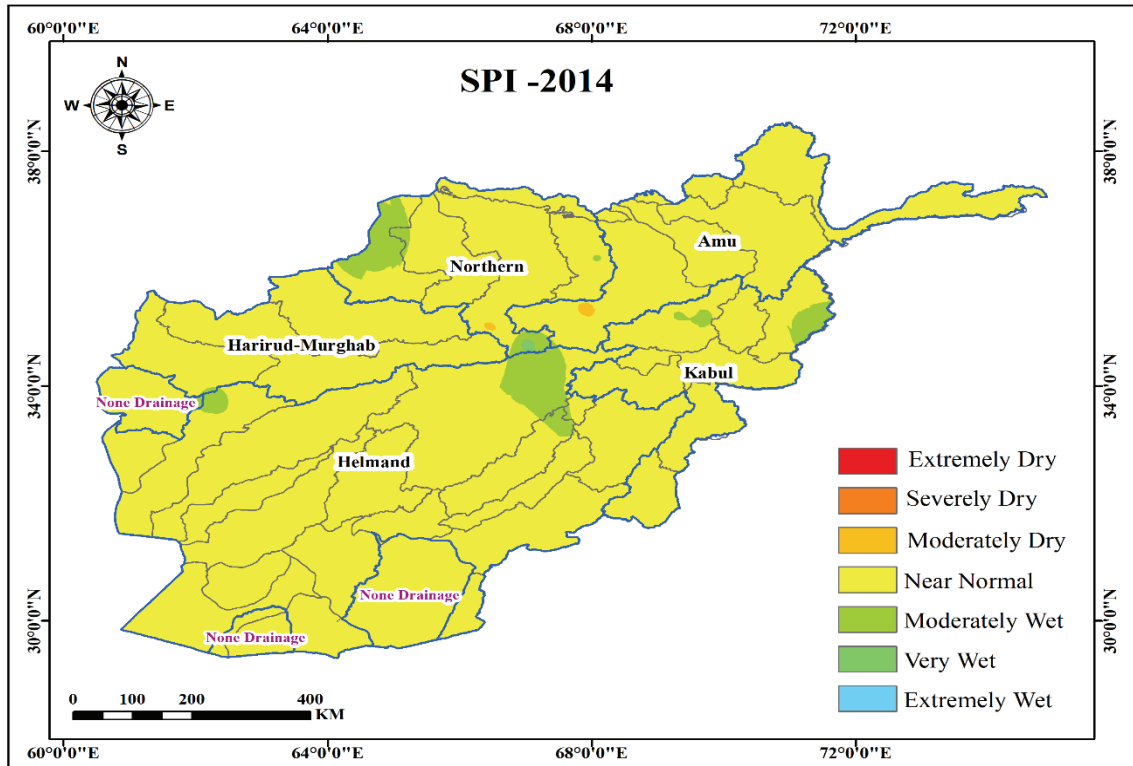 60°0'0"E 64°0'0"E 68°0'0"E 72°0'0"E
SPI -2014
N
W E
S
38°0'0"N 38°0'0"N
Amu
Northern
Harirud-Murghab
Kabul
34°0'0"N 34°0'0"N
None Drainage
Helmand
Extremely Dry
Severely Dry
Moderately Dry
Near Normal
None Drainage
Moderately Wet
30°0'0"N 30°0'0"N
None Drainage
Very Wet
Extremely Wet
0 100 200 400
KM
60°0'0"E 64°0'0"E 68°0'0"E 72°0'0"E